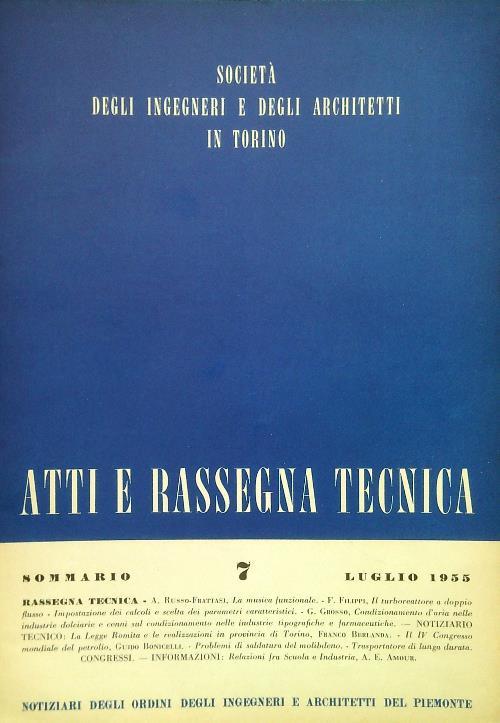 SOCIETÀ
DEGLI INGEGNERI E DEGLI ARCHITETTI
IN TORINO
ATTI E RASSEGNA TECNICA
SOMMARIO 7 LUGLIO 1955
RASSEGNA TECNICA - A. RUSSO-FRATTASI, La musica funzionale. - F. FILIPPI, Il turboreattore a doppio
flusso - Impostazione dei calcoli e scelta dei parametri caratteristici. - G. GROSSO, Condizionamento d'aria nelle
industrie dolciarie e cenni sul condizionamento nelle industrie tipografiche e farmaceutiche. — NOTIZIARIO
TECNICO: La Legge Romita e le realizzazioni in provincia di Torino, FRANCO BERLANDA. - Il IV Congresso
mondiale del petrolio, GUIDO BONICELLI. - Problemi di saldatura del molibdeno. - Trasportatore di lunga durata.
CONGRESSI. — INFORMAZIONI: Relazioni fra Scuola e Industria, A. E. AMOUR.
NOTIZIARI DEGLI ORDINI DEGLI INGEGNERI E ARCHITETTI DEL PIEMONTE